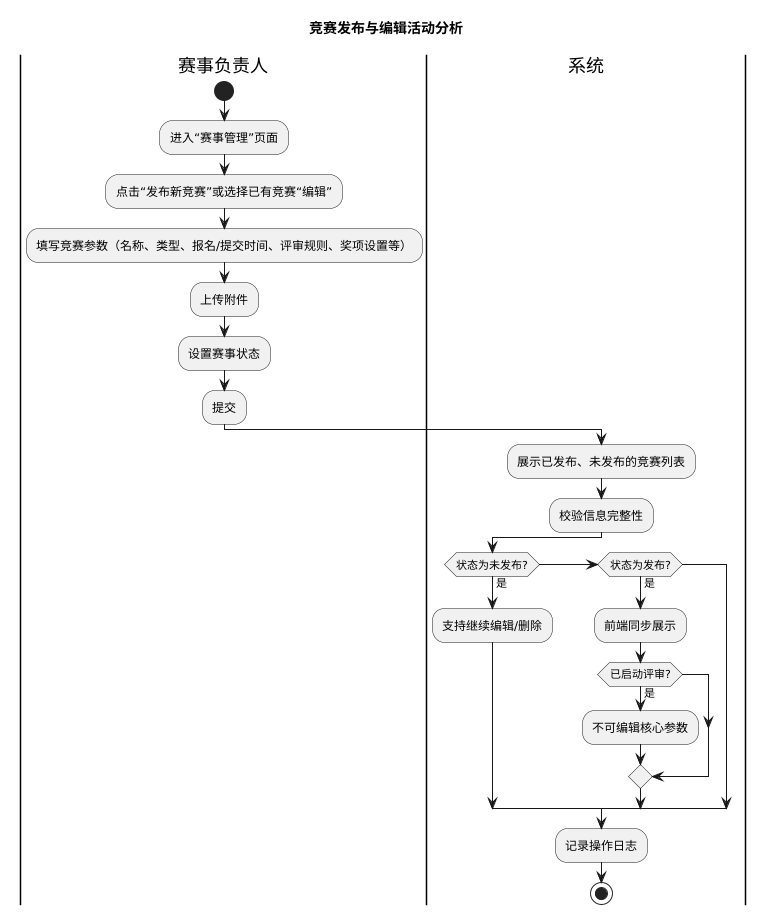 竞赛发布与编辑活动分析
赛事负责人
系统
进入“赛事管理”页面
点击“发布新竞赛”或选择已有竞赛“编辑”
填写竞赛参数（名称、类型、报名/提交时间、评审规则、奖项设置等）
上传附件
设置赛事状态
提交
展示已发布、未发布的竞赛列表
校验信息完整性
状态为未发布?
是
支持继续编辑/删除
状态为发布?
是
前端同步展示
已启动评审?
是
不可编辑核心参数
记录操作日志